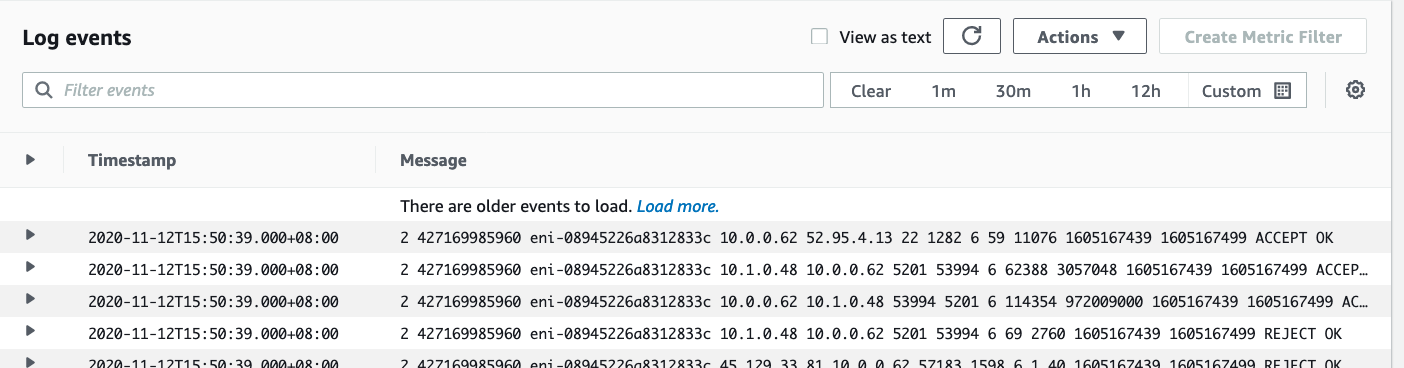 Log events
View as text
Actions
Create Metric Filter
Filter events
Clear
1m
30m
1h
12h
Custom
Timestamp
Message
There are older events to load. Load more.
2020-11-12T15:50:39.000+08:00 2 427169985960 eni-08945226a8312833c 10.0.0.62 52.95.4.13 22 1282 6 59 11076 1605167439 1605167499 ACCEPT OK
2020-11-12T15:50:39.000+08:00 2 427169985960 eni-08945226a8312833c 10.1.0.48 10.0.0.62 5201 53994 6 62388 3057048 1605167439 1605167499 ACCEP…
2020-11-12T15:50:39.000+08:00 2 427169985960 eni-08945226a8312833c 10.0.0.62 10.1.0.48 53994 5201 6 114354 972009000 1605167439 1605167499 AC…
2020-11-12T15:50:39.000+08:00 2 427169985960 eni-08945226a8312833c 10.1.0.48 10.0.0.62 5201 53994 6 69 2760 1605167439 1605167499 REJECT OK
2020-11-12T15:50:39.000+08:00 2 427169985960 eni-08945226a8312833c 45.129.33.81 10.0.0.62 57183 1598 6 1 40 1605167439 1605167499 REJECT OK